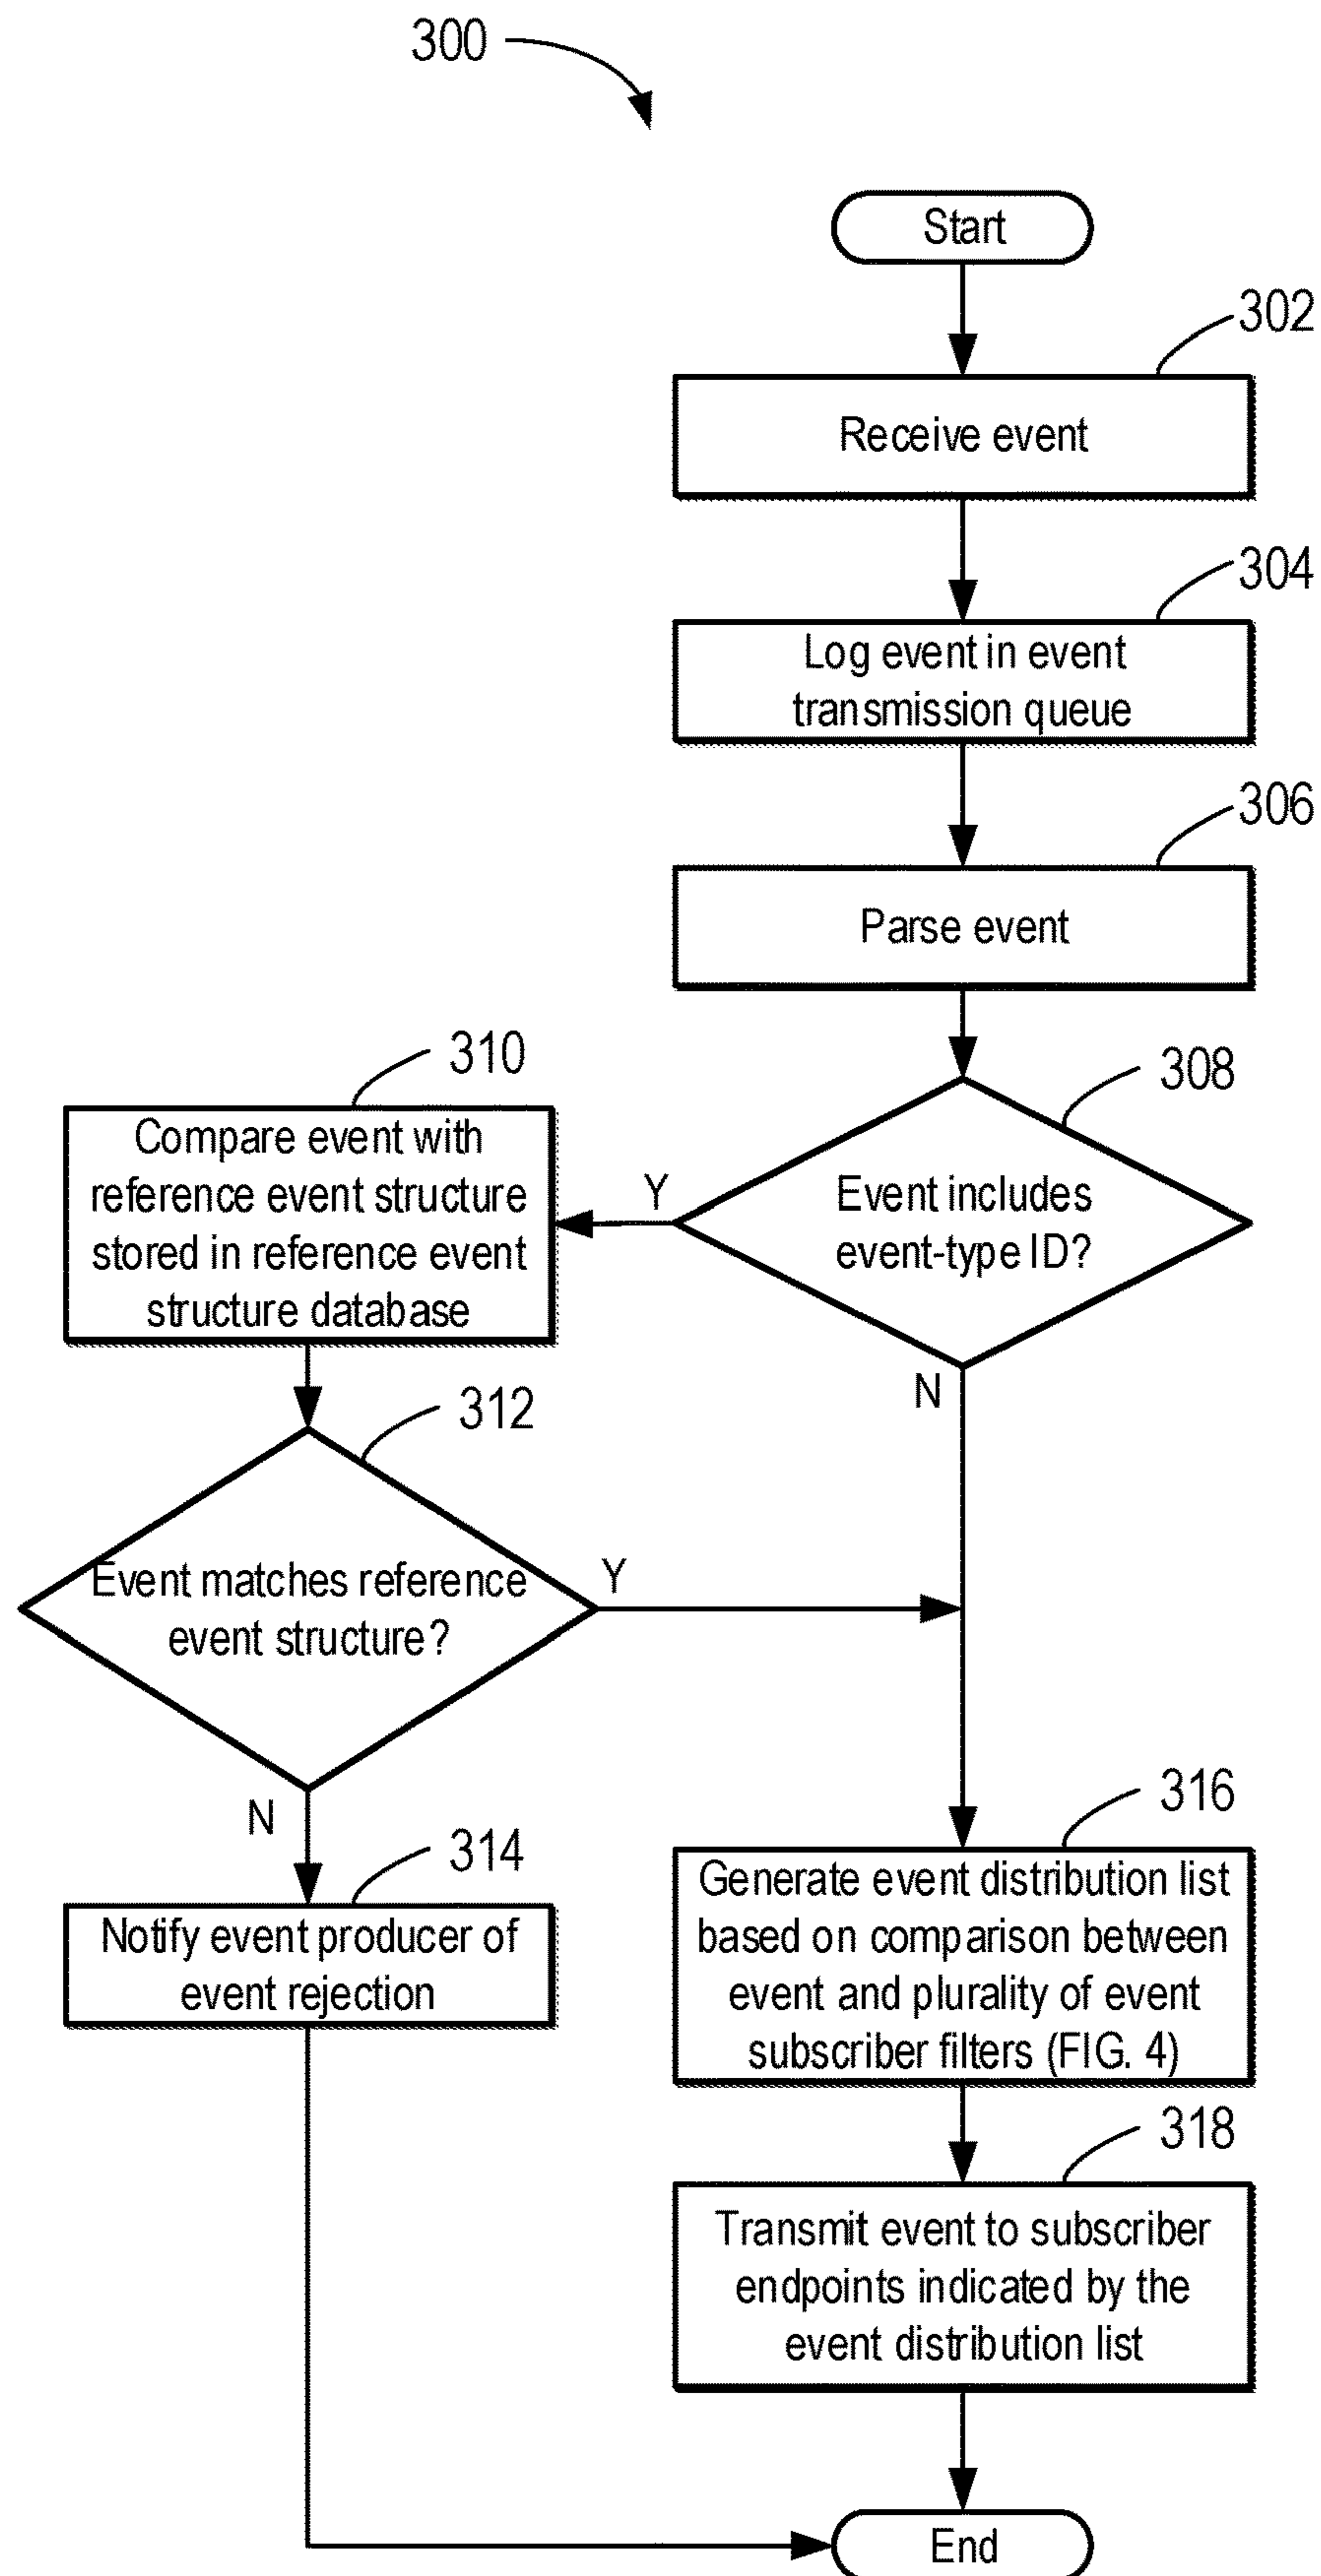 300
Start
302
Receive event
304
Log event in event
transmission queue
306
Parse event
308
Event includes
event-type ID?
Y
N
310
Compare event with
reference event structure
stored in reference event
structure database
312
Event matches reference
event structure?
Y
N
314
Notify event producer of
event rejection
316
Generate event distribution list
based on comparison between
event and plurality of event
subscriber filters (FIG. 4)
318
Transmit event to subscriber
endpoints indicated by the
event distribution list
End